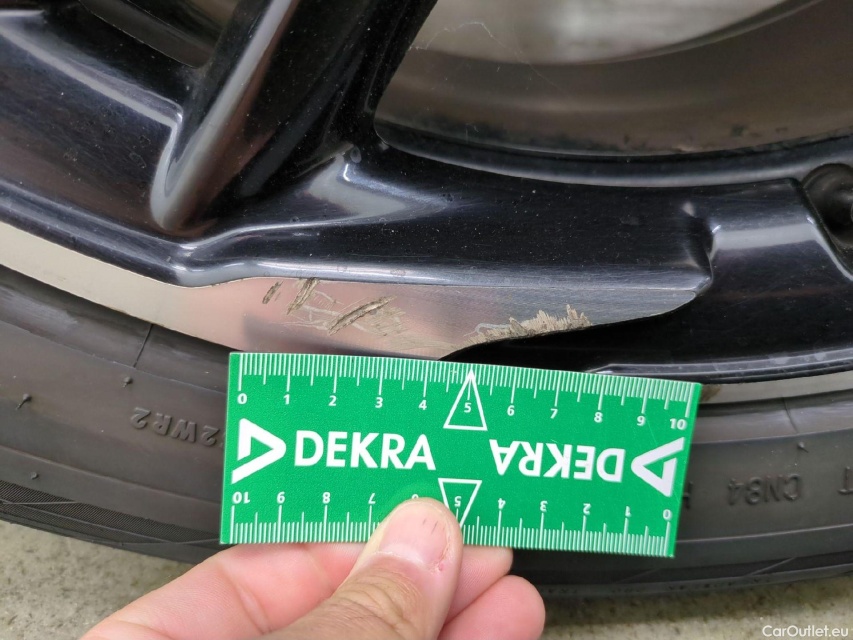 2WR2
0 1 2 3 4 5 6 7 8 9 10
DEKRA DEKRA
10 9 8 7 6 5 4 3 2 1 0
CN84
CarOutlet.eu